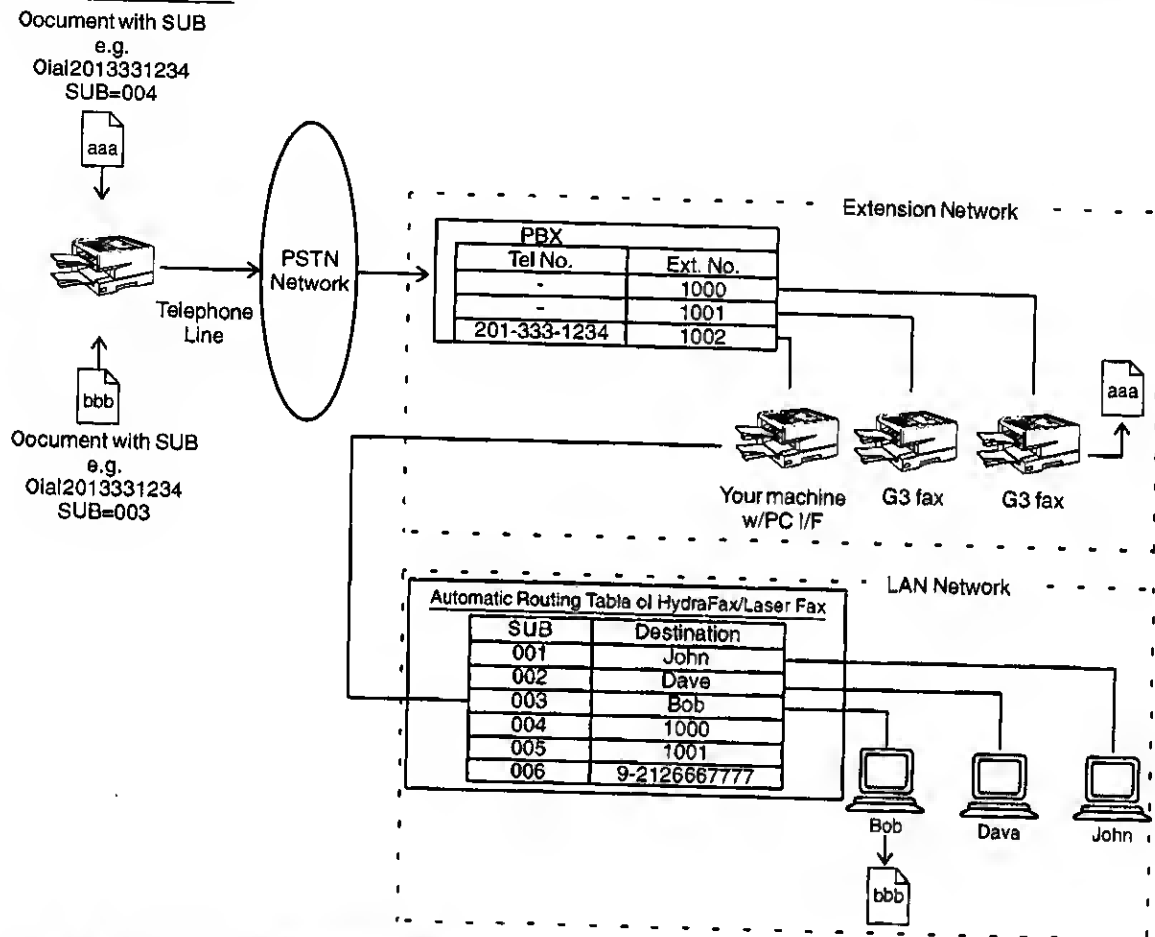 Oocument with SUB
e.g.
Oial2013331234
SUB=004
aaa
Telephone
Line
bbb
Oocument with SUB
e.g.
Oial2013331234
SUB=003
PSTN
Network
Extension Network
PBX
Tel No. Ext. No.
- 1000
- 1001
201-333-1234 1002
aaa
Your machine
w/PC I/F
G3 fax
G3 fax
LAN Network
Automatic Routing Table of HydraFax/Laser Fax
SUB Destination
001 John
002 Dave
003 Bob
004 1000
005 1001
006 9-2126667777
Bob
Dava
John
bbb